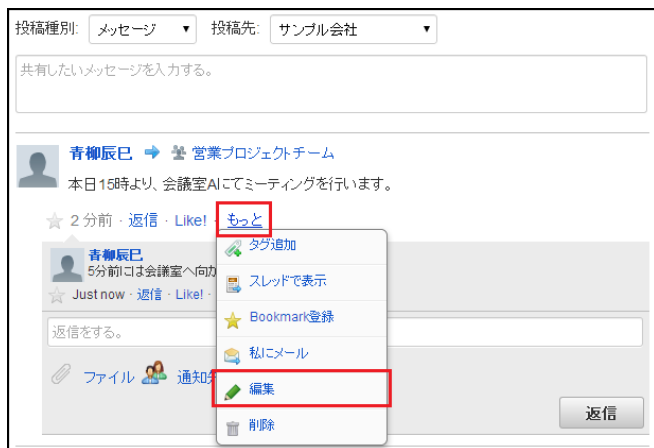 投稿種別: メッセージ 投稿先: サンプル会社
共有したいメッセージを入力する。
青柳辰巳 営業プロジェクトチーム
本日15時より、会議室AIにてミーティングを行います。
2 分前 · 返信 · Like! · もっと
タグ追加
スレッドで表示
Bookmark登録
私にメール
編集
削除
青柳辰巳
5分前には会議室へ向か
Just now · 返信 · Like! ·
返信をする。
ファイル 通知先
返信